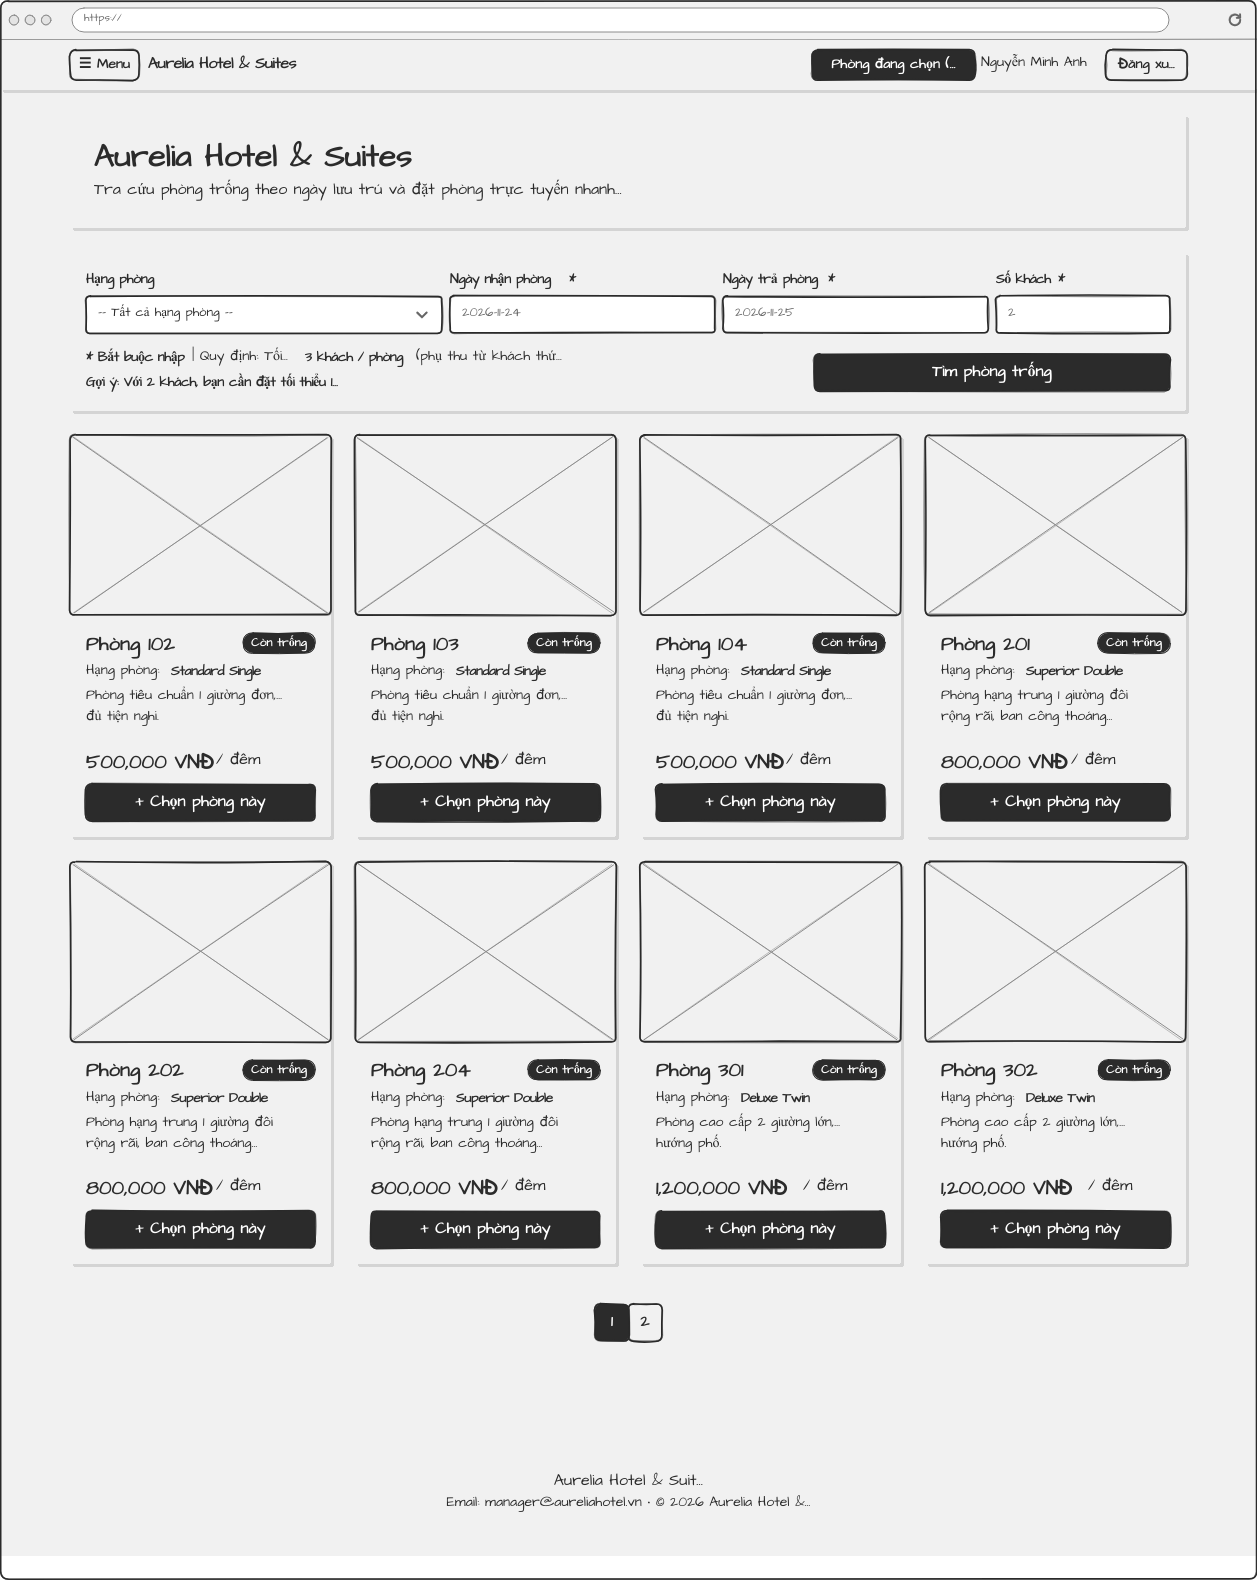 https://
☰ Menu Aurelia Hotel & Suites Phòng đang chọn (... Nguyễn Minh Anh Đăng xu...
Aurelia Hotel & Suites
Tra cứu phòng trống theo ngày lưu trú và đặt phòng trực tuyến nhanh...
Hạng phòng Ngày nhận phòng * Ngày trả phòng * Số khách *
-- Tất cả hạng phòng -- 2026-11-24 2026-11-25 2
* Bắt buộc nhập | Quy định: Tối... 3 khách / phòng (phụ thu từ khách thứ...
Gợi ý: Với 2 khách, bạn cần đặt tối thiểu 1...
Tìm phòng trống
Phòng 102 Còn trống Phòng 103 Còn trống Phòng 104 Còn trống Phòng 201 Còn trống
Hạng phòng: Standard Single Hạng phòng: Standard Single Hạng phòng: Standard Single Hạng phòng: Superior Double
Phòng tiêu chuẩn 1 giường đơn,... Phòng tiêu chuẩn 1 giường đơn,... Phòng tiêu chuẩn 1 giường đơn,... Phòng hạng trung 1 giường đôi
đủ tiện nghi. đủ tiện nghi. đủ tiện nghi. rộng rãi, ban công thoáng...
500,000 VNĐ / đêm 500,000 VNĐ / đêm 500,000 VNĐ / đêm 800,000 VNĐ / đêm
+ Chọn phòng này + Chọn phòng này + Chọn phòng này + Chọn phòng này
Phòng 202 Còn trống Phòng 204 Còn trống Phòng 301 Còn trống Phòng 302 Còn trống
Hạng phòng: Superior Double Hạng phòng: Superior Double Hạng phòng: Deluxe Twin Hạng phòng: Deluxe Twin
Phòng hạng trung 1 giường đôi Phòng hạng trung 1 giường đôi Phòng cao cấp 2 giường lớn,... Phòng cao cấp 2 giường lớn,...
rộng rãi, ban công thoáng... rộng rãi, ban công thoáng... hướng phố. hướng phố.
800,000 VNĐ / đêm 800,000 VNĐ / đêm 1,200,000 VNĐ / đêm 1,200,000 VNĐ / đêm
+ Chọn phòng này + Chọn phòng này + Chọn phòng này + Chọn phòng này
1 2
Aurelia Hotel & Suit...
Email: manager@aureliahotel.vn · © 2026 Aurelia Hotel &...